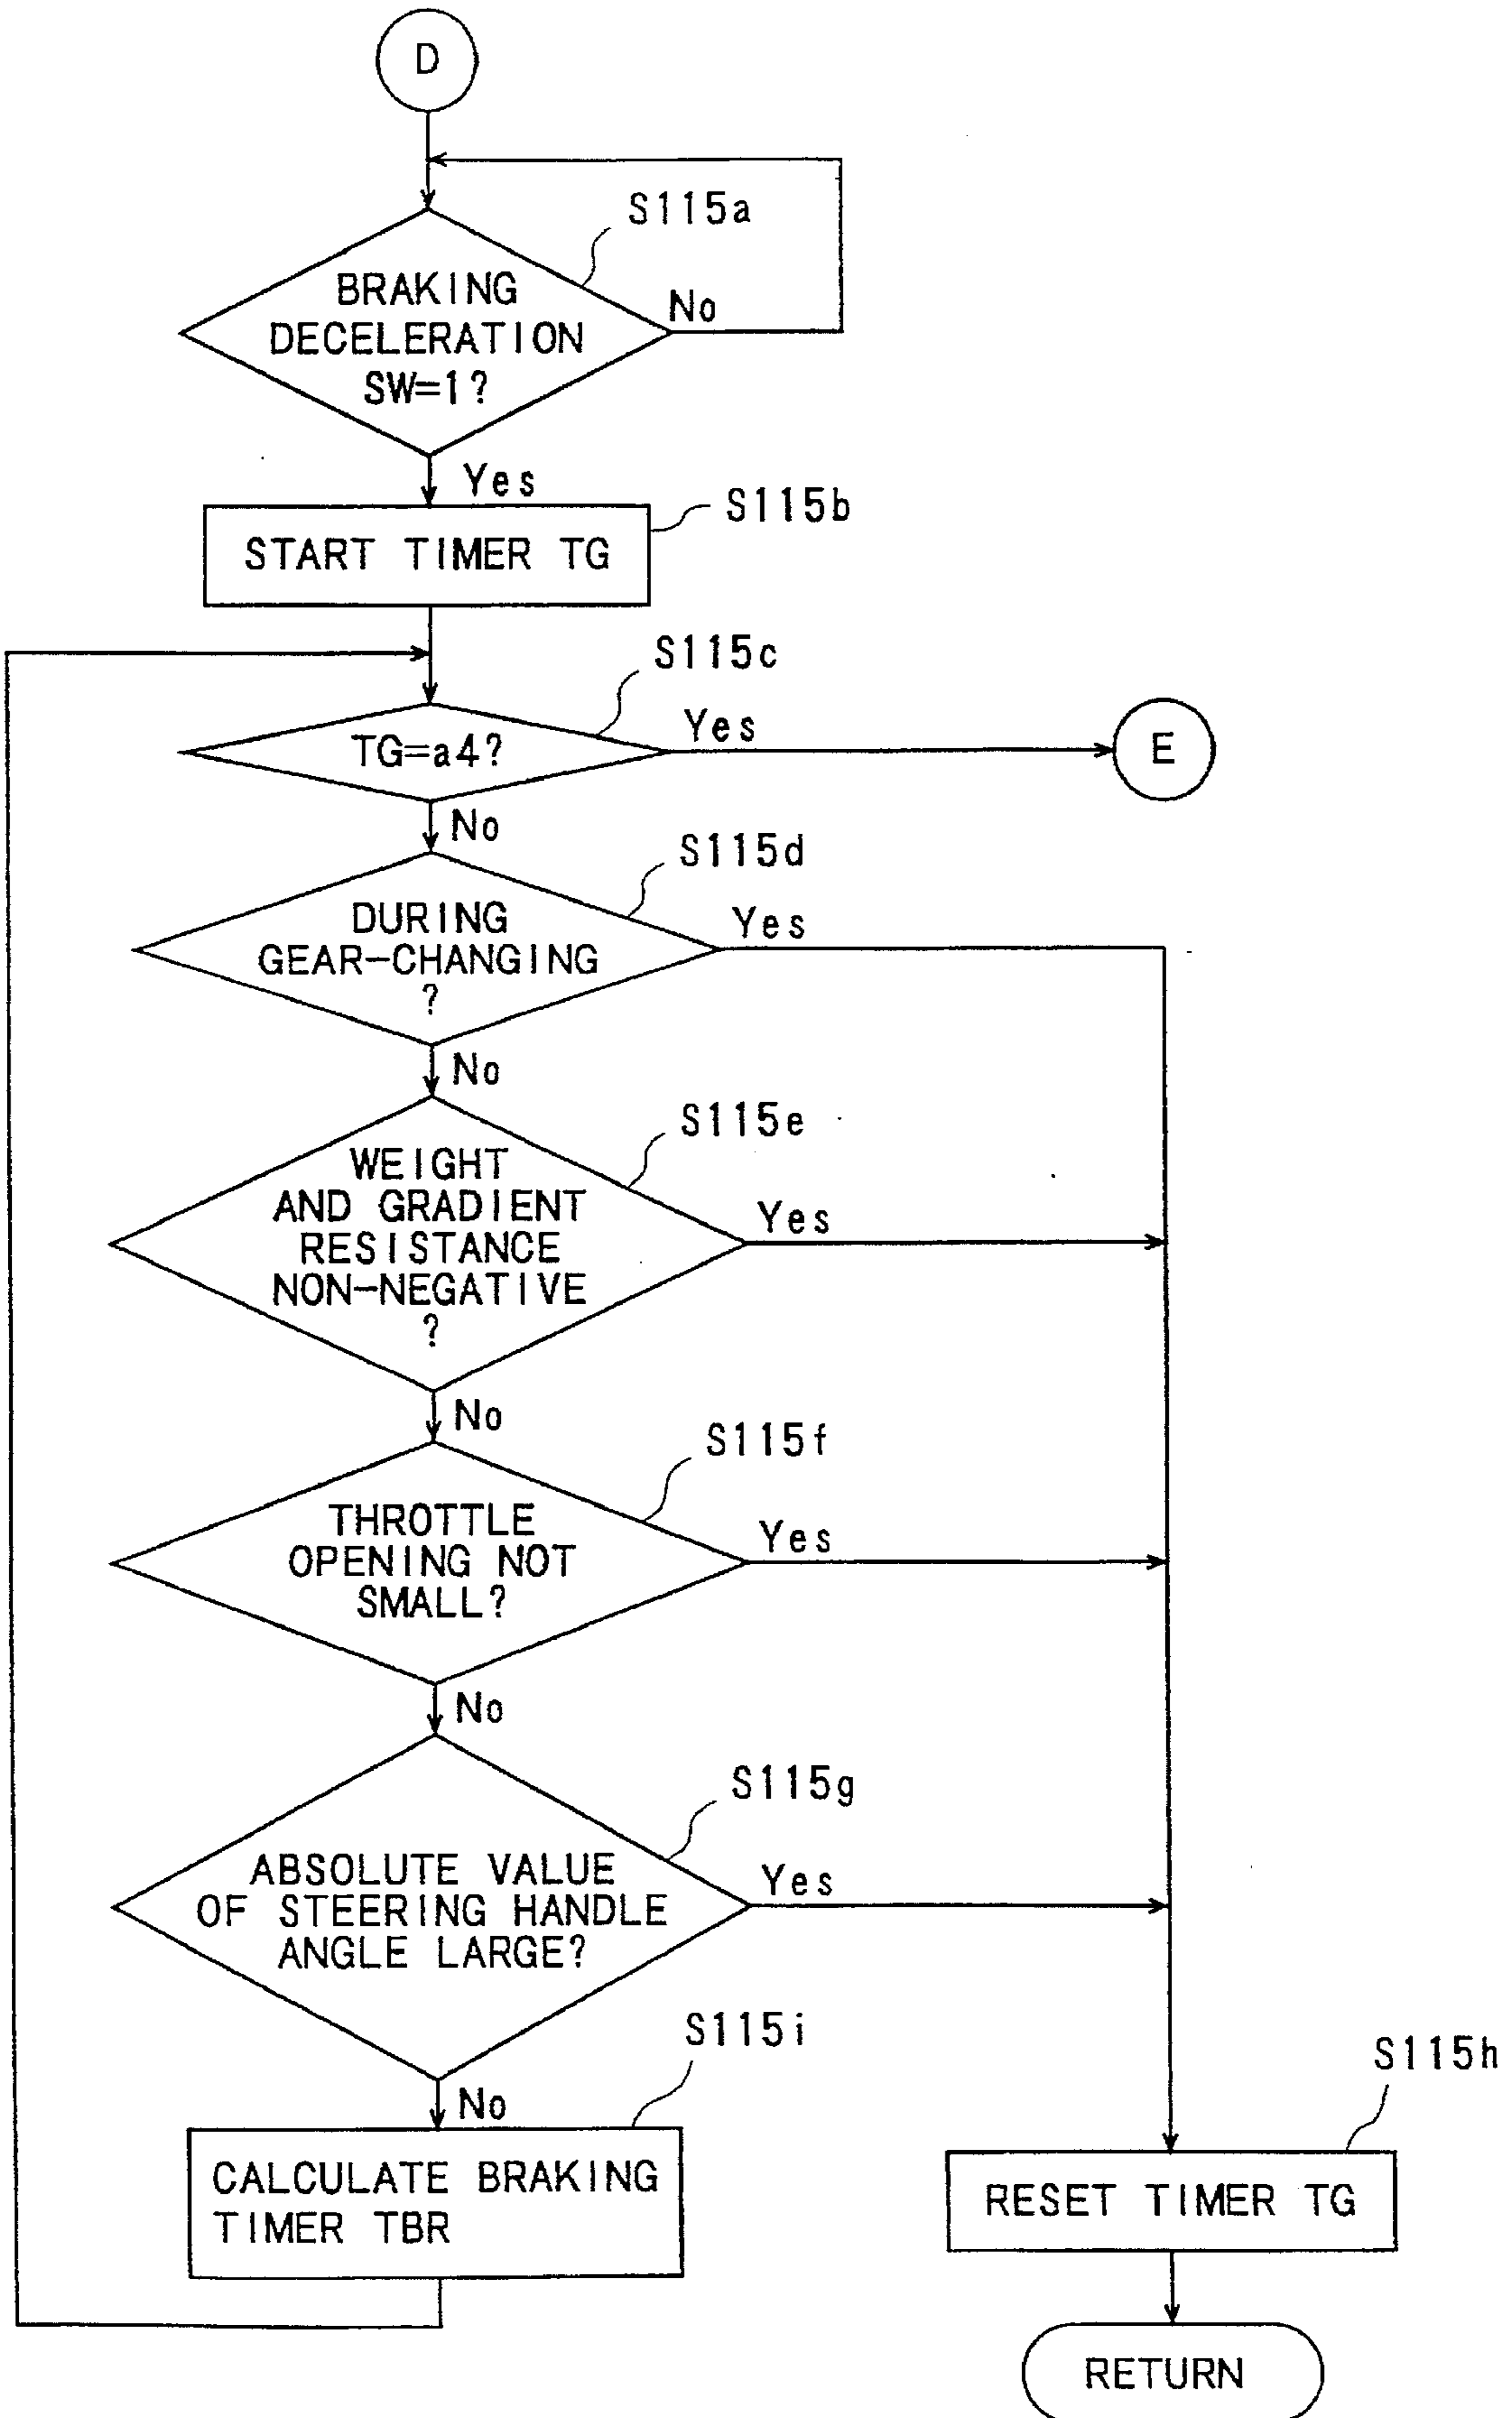 D
S115a
BRAKING
DECELERATION
SW=1?
No
Yes
S115b
START TIMER TG
S115c
TG=a4?
Yes
E
No
S115d
DURING
GEAR-CHANGING
?
Yes
No
S115e
WEIGHT
AND GRADIENT
RESISTANCE
NON-NEGATIVE
?
Yes
No
S115f
THROTTLE
OPENING NOT
SMALL?
Yes
No
S115g
ABSOLUTE VALUE
OF STEERING HANDLE
ANGLE LARGE?
Yes
No
S115i
CALCULATE BRAKING
TIMER TBR
S115h
RESET TIMER TG
RETURN